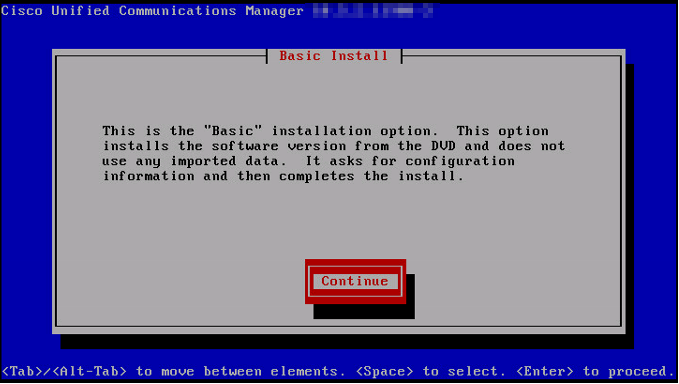 Cisco Unified Communications Manager
Basic Install
This is the "Basic" installation option.  This option
installs the software version from the DVD and does not
use any imported data.  It asks for configuration
information and then completes the install.
Continue
<Tab>/<Alt-Tab> to move between elements. <Space> to select. <Enter> to proceed.